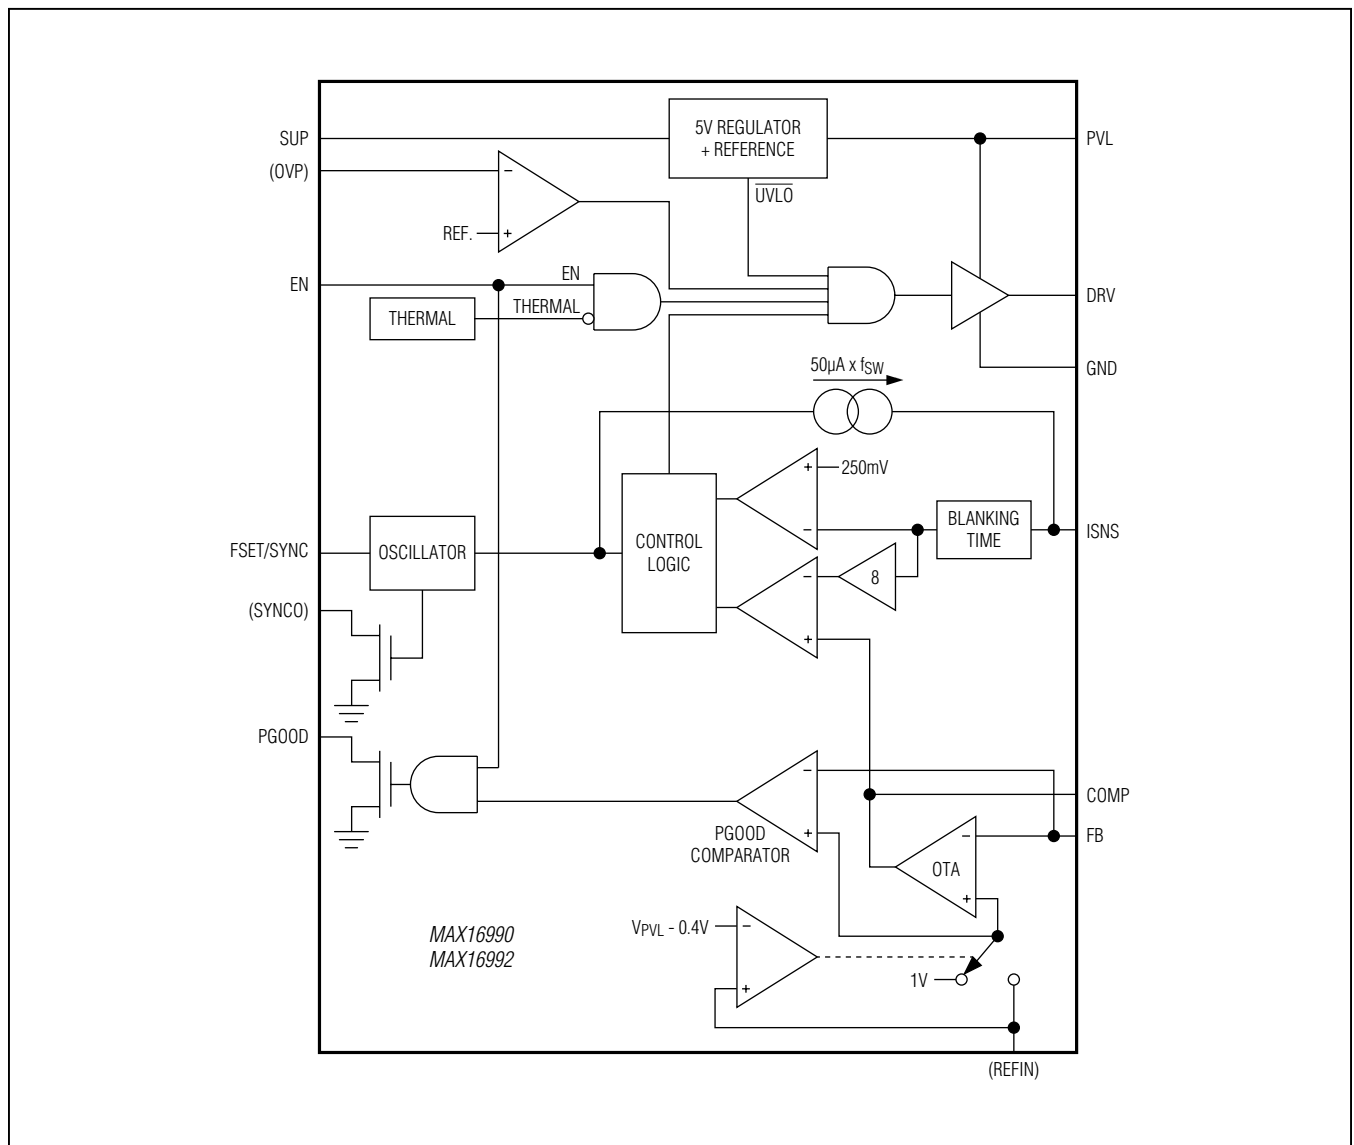 SUP
5V REGULATOR
+ REFERENCE
PVL
(OVP)
−
UVLO
REF.
+
EN
EN
THERMAL
THERMAL
DRV
GND
50µA x fSW
+
250mV
−
BLANKING
TIME
ISNS
FSET/SYNC
OSCILLATOR
CONTROL
LOGIC
−
8
(SYNCO)
+
PGOOD
−
COMP
+
PGOOD
COMPARATOR
−
FB
OTA
+
VPVL - 0.4V
−
MAX16990
MAX16992
1V
+
(REFIN)